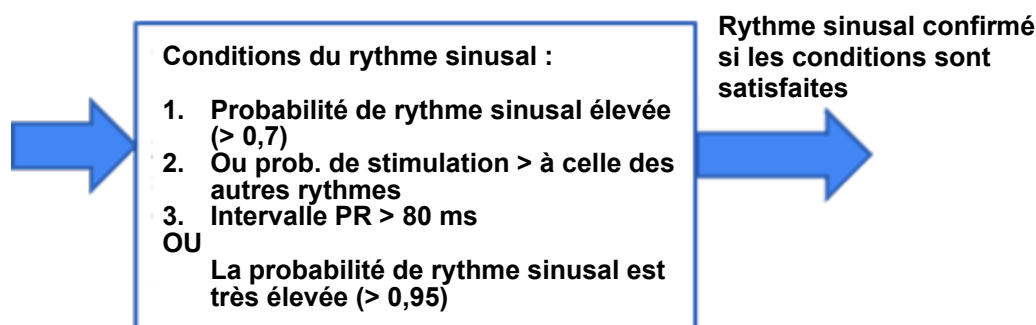 Conditions du rythme sinusal :
1. Probabilité de rythme sinusal élevée
(> 0,7)
2. Ou prob. de stimulation > à celle des
autres rythmes
3. Intervalle PR > 80 ms
OU
La probabilité de rythme sinusal est
très élevée (> 0,95)
Rythme sinusal confirmé
si les conditions sont
satisfaites